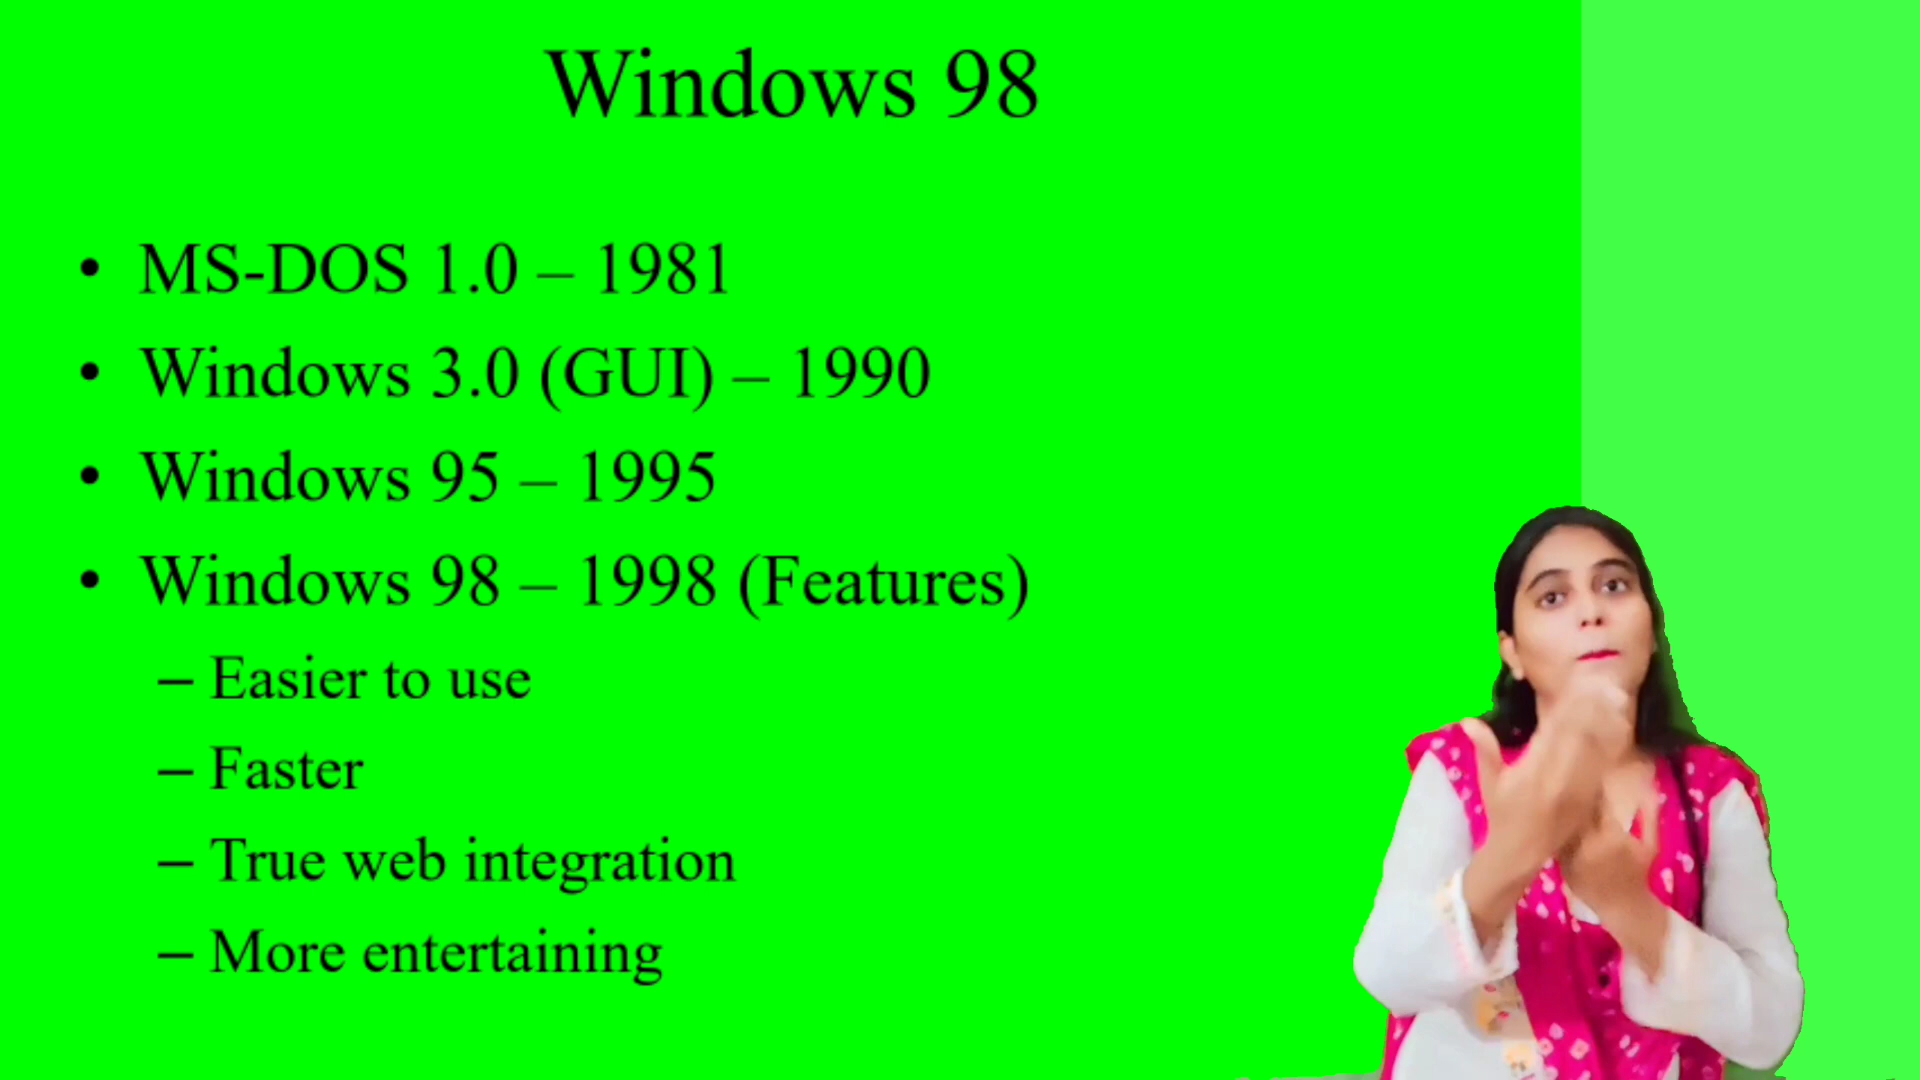 Windows 98
• MS-DOS 1.0 – 1981
• Windows 3.0 (GUI) – 1990
• Windows 95 – 1995
• Windows 98 – 1998 (Features)
– Easier to use
– Faster
– True web integration
– More entertaining